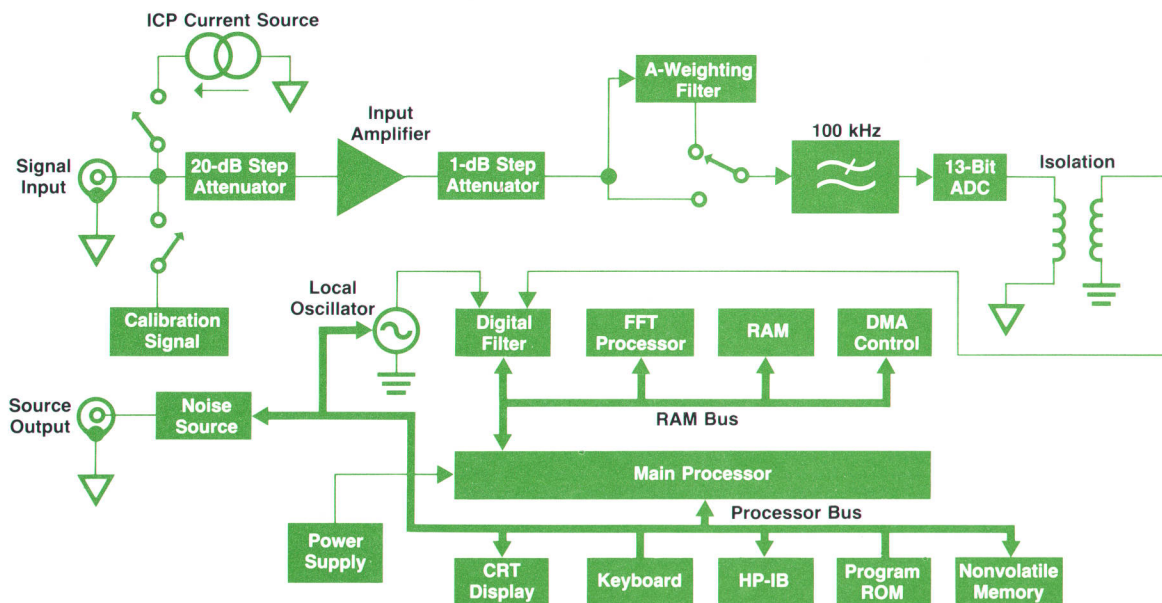 ICP Current Source
Signal
Input
20-dB Step
Attenuator
Input
Amplifier
1-dB Step
Attenuator
A-Weighting
Filter
100 kHz
13-Bit
ADC
Isolation
Calibration
Signal
Local
Oscillator
Digital
Filter
FFT
Processor
RAM
DMA
Control
RAM Bus
Source
Output
Noise
Source
Main Processor
Processor Bus
Power
Supply
CRT
Display
Keyboard
HP-IB
Program
ROM
Nonvolatile
Memory